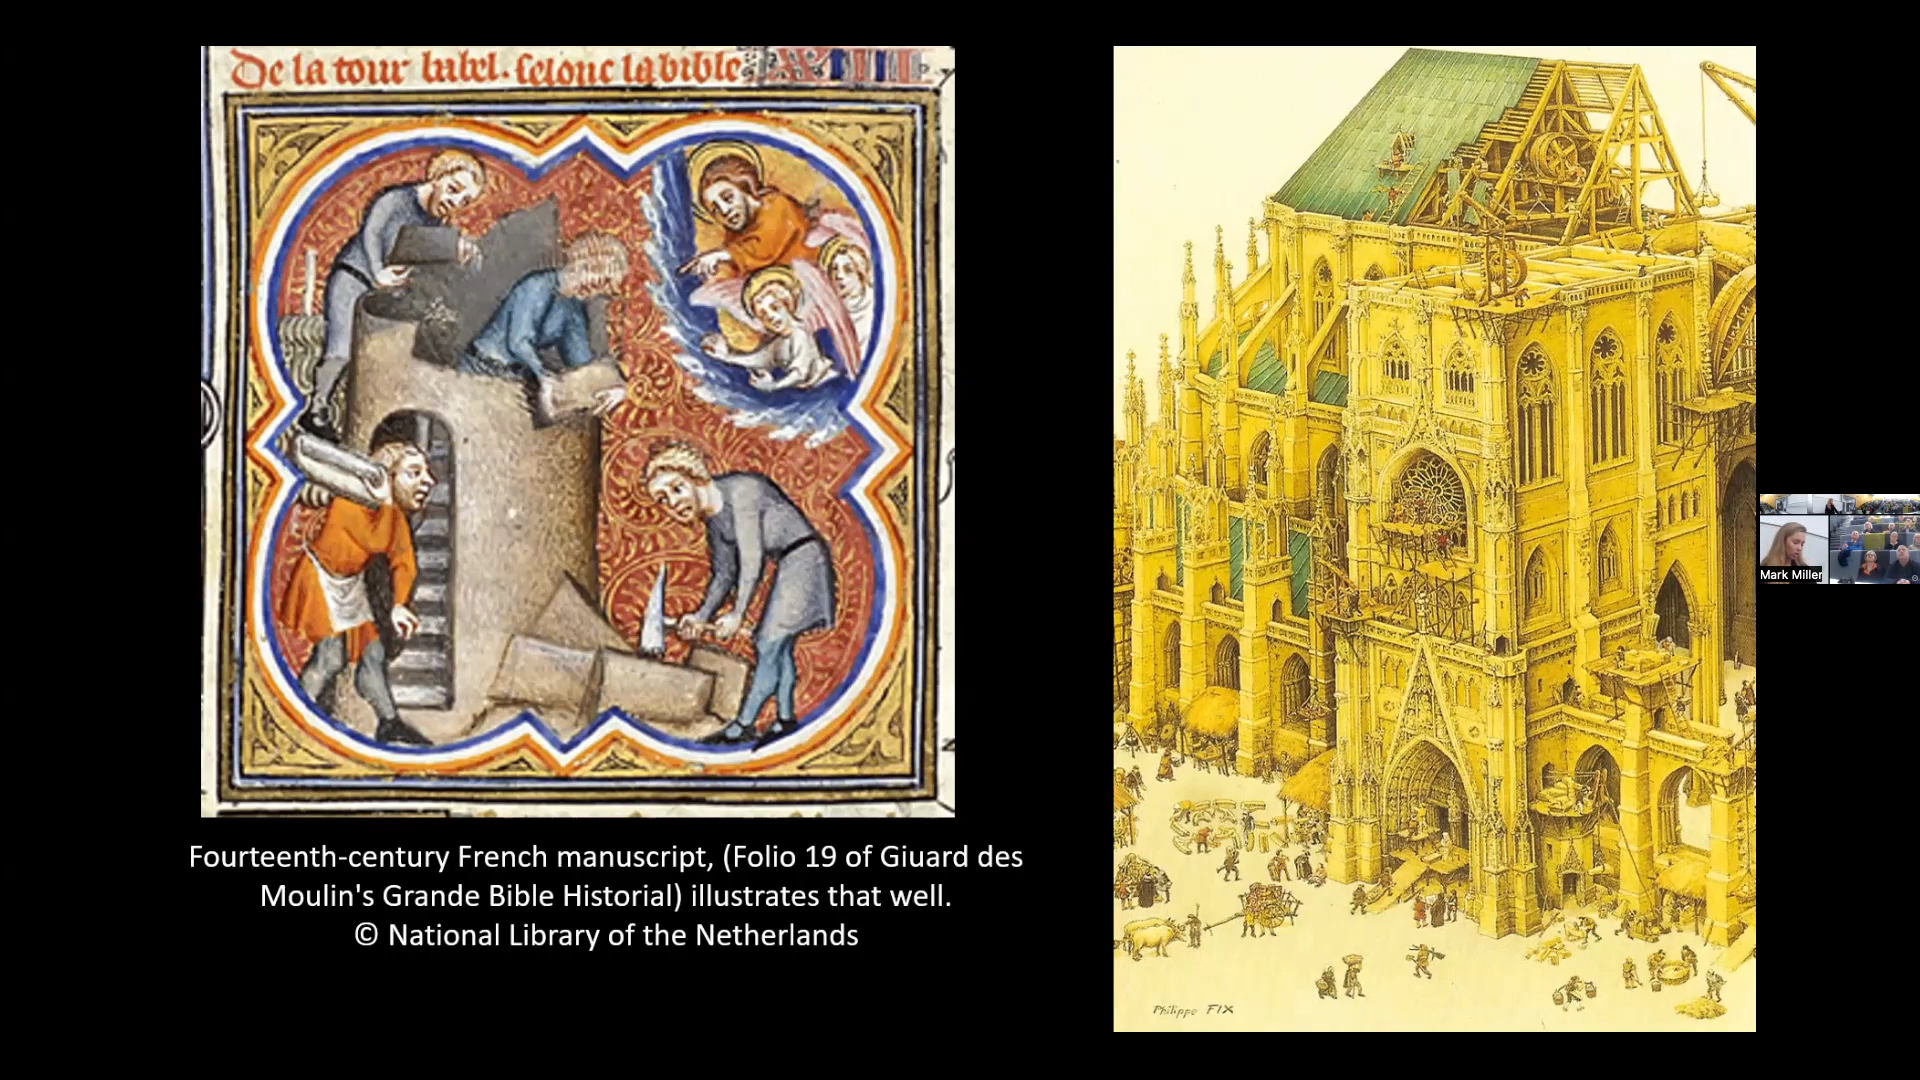 De la tour babel. selonc la bible
Fourteenth-century French manuscript, (Folio 19 of Giuard des
Moulin's Grande Bible Historial) illustrates that well.
© National Library of the Netherlands
Philippe FIX
Mark Miller